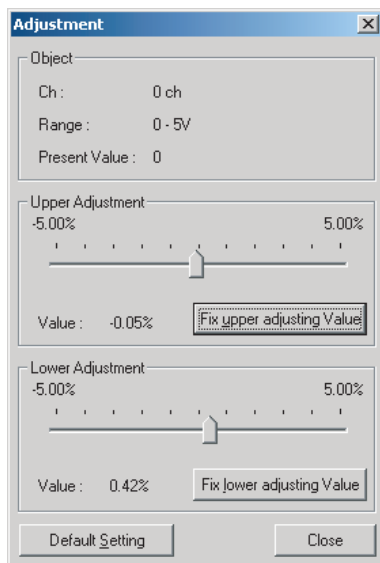 Adjustment
Object
Ch : 0 ch
Range : 0 - 5V
Present Value : 0
Upper Adjustment
-5.00% 5.00%
Value : -0.05% Fix upper adjusting Value
Lower Adjustment
-5.00% 5.00%
Value : 0.42% Fix lower adjusting Value
Default Setting Close